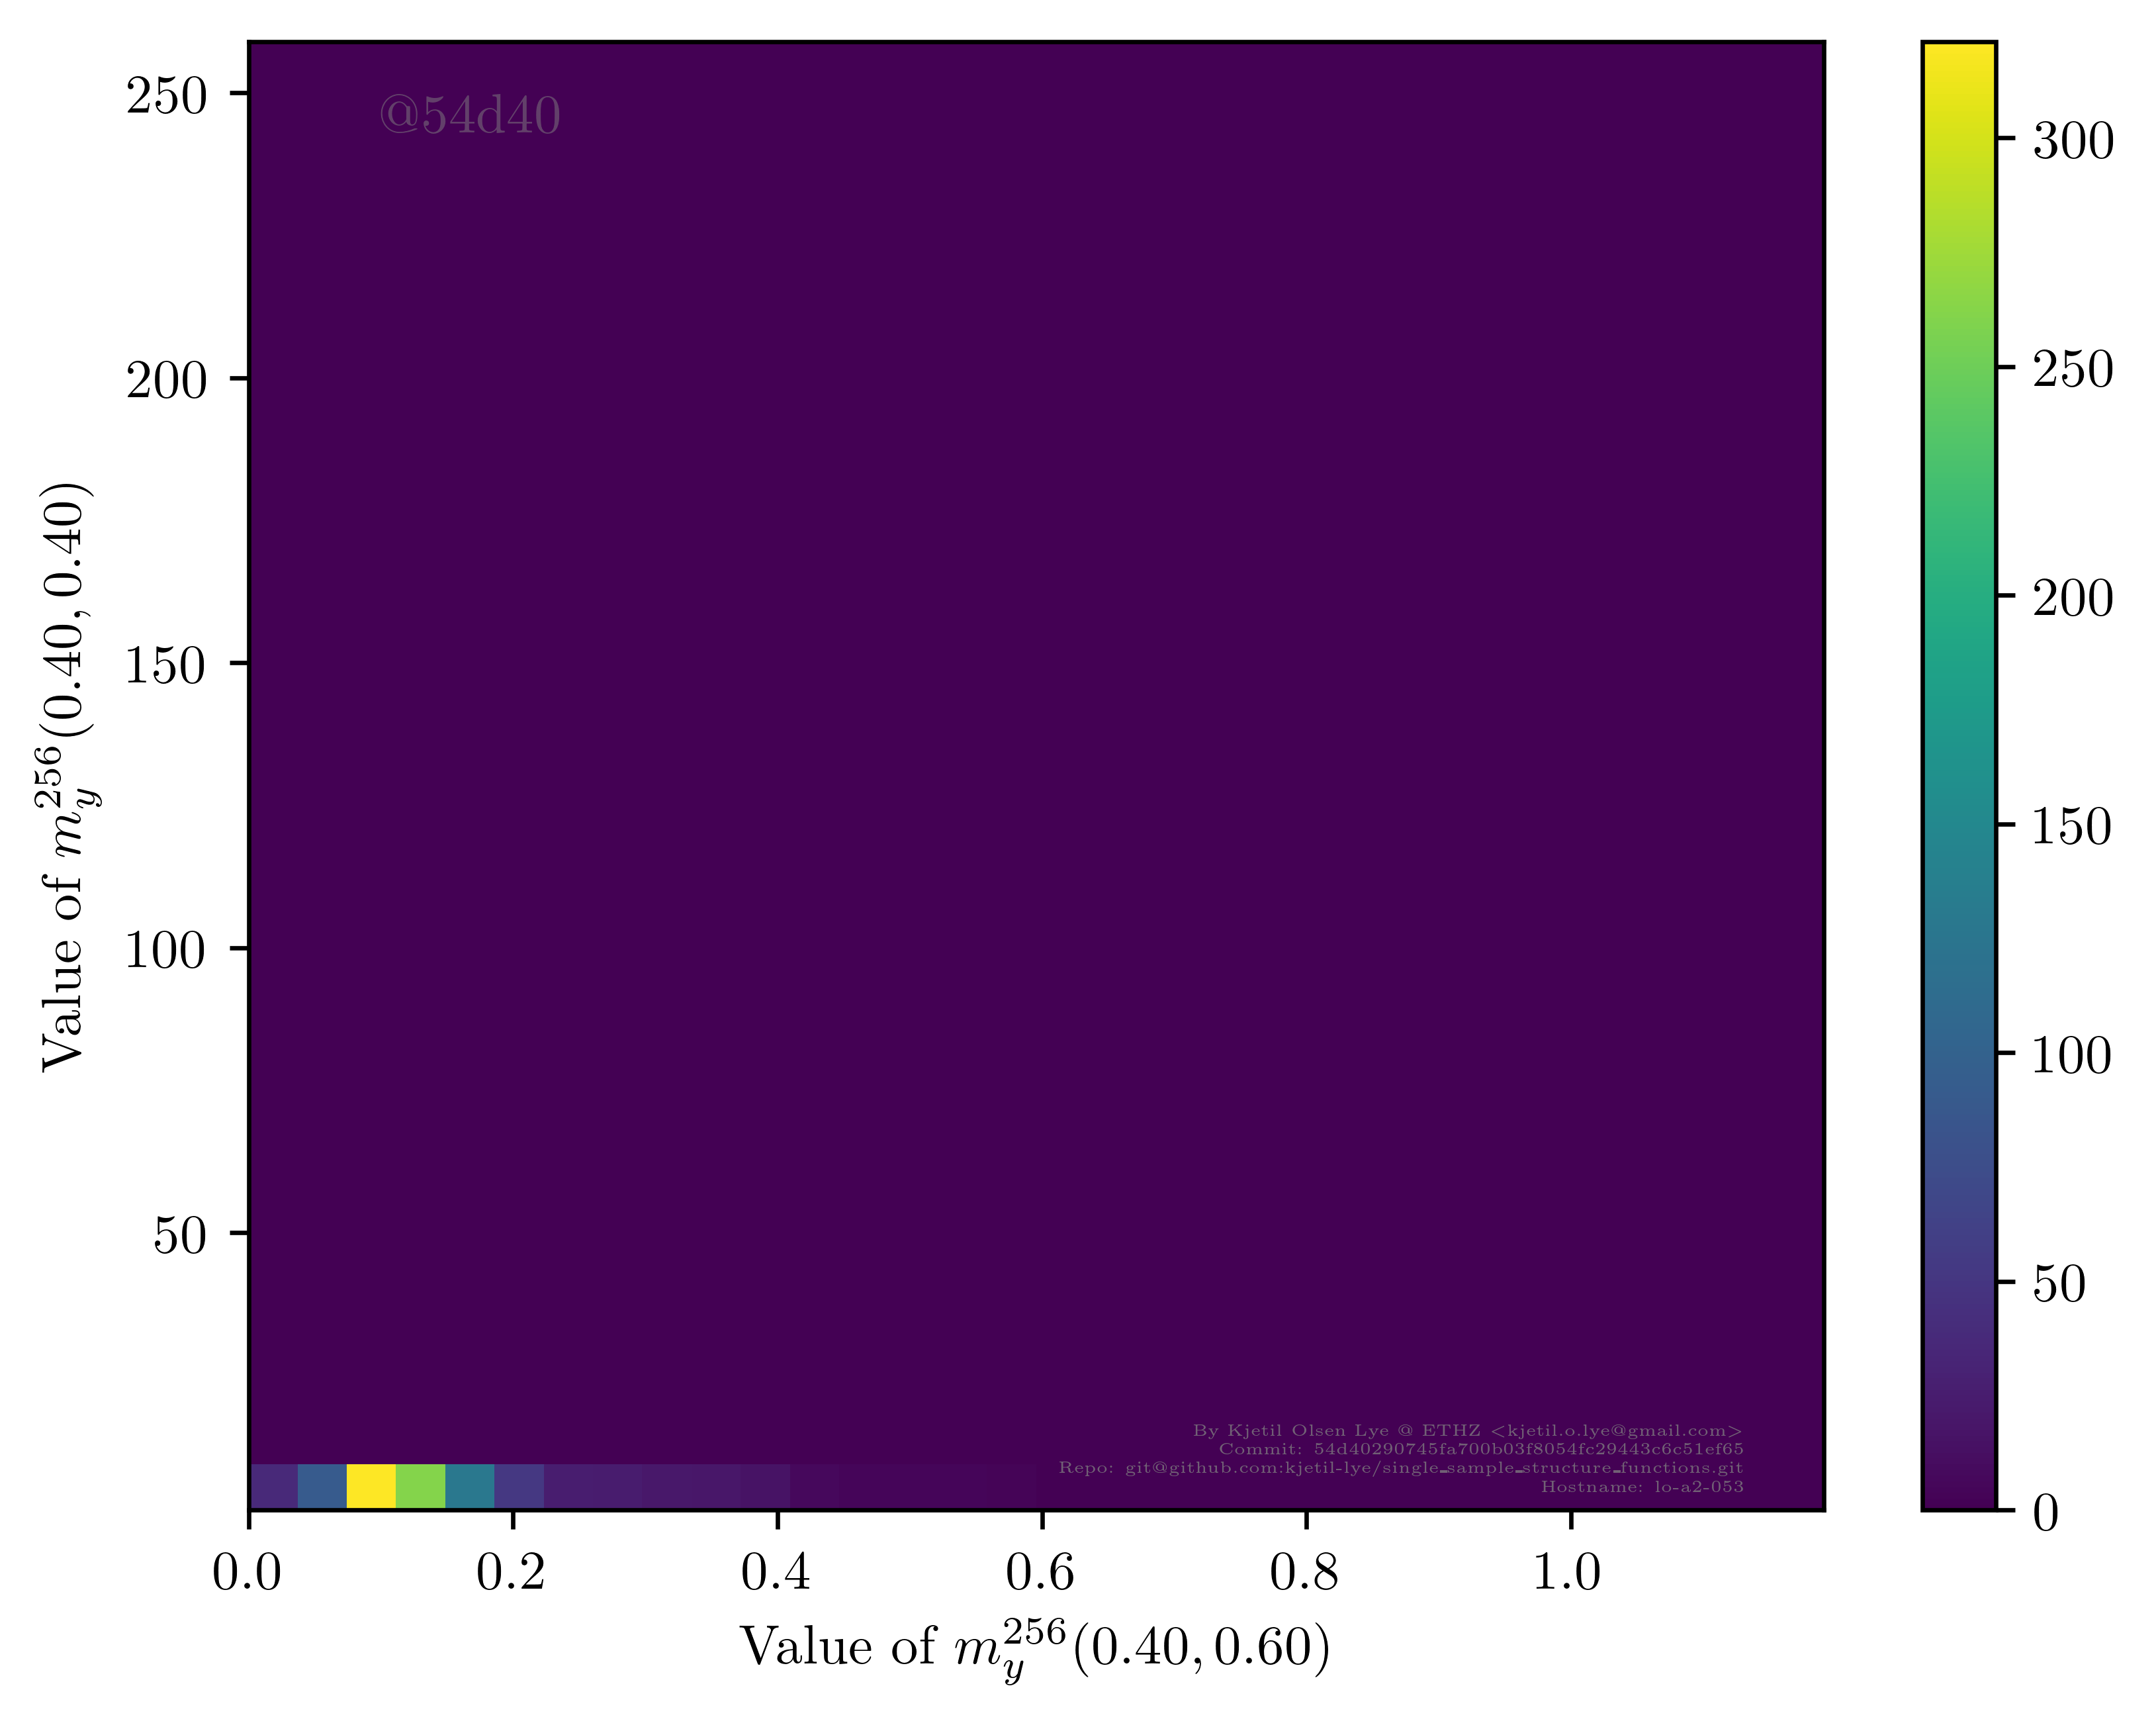 @54d40
250
200
150
100
50
Value of $m_y^{256}(0.40, 0.40)$
0.0 0.2 0.4 0.6 0.8 1.0
Value of $m_y^{256}(0.40, 0.60)$
300
250
200
150
100
50
0
By Kjetil Olsen Lye @ ETHZ <kjetil.o.lye@gmail.com>
Commit: 54d40290745fa700b03f8054fc29443c6c51ef65
Repo: git@github.com:kjetil-lye/single_sample_structure_functions.git
Hostname: lo-a2-053